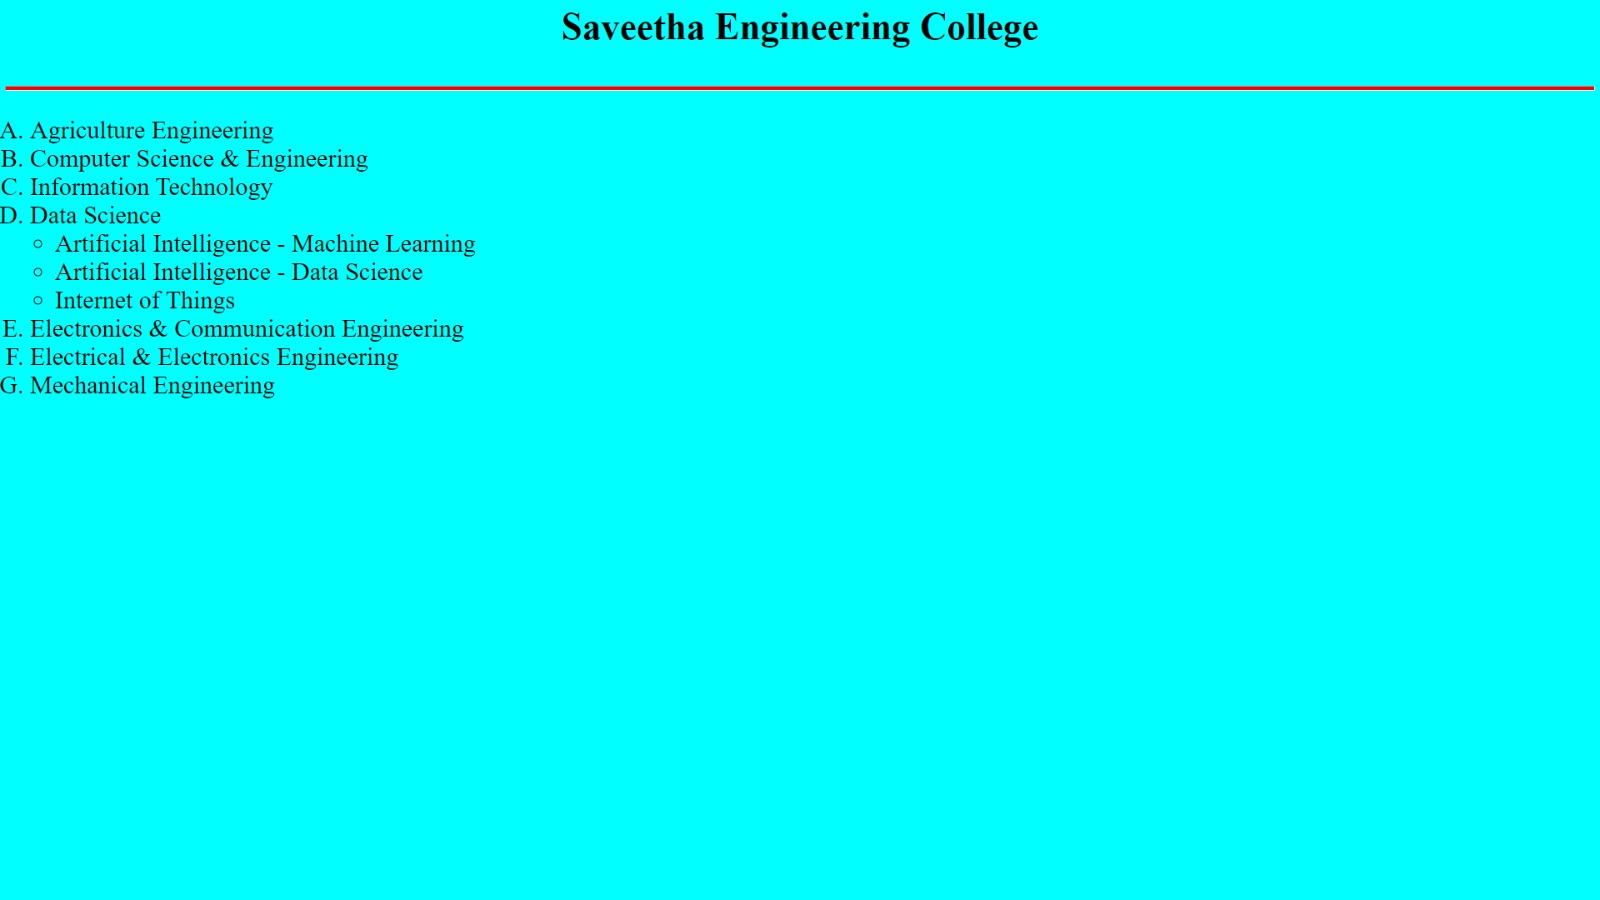 Saveetha Engineering College
A. Agriculture Engineering
B. Computer Science & Engineering
C. Information Technology
D. Data Science
Artificial Intelligence - Machine Learning
Artificial Intelligence - Data Science
Internet of Things
E. Electronics & Communication Engineering
F. Electrical & Electronics Engineering
G. Mechanical Engineering